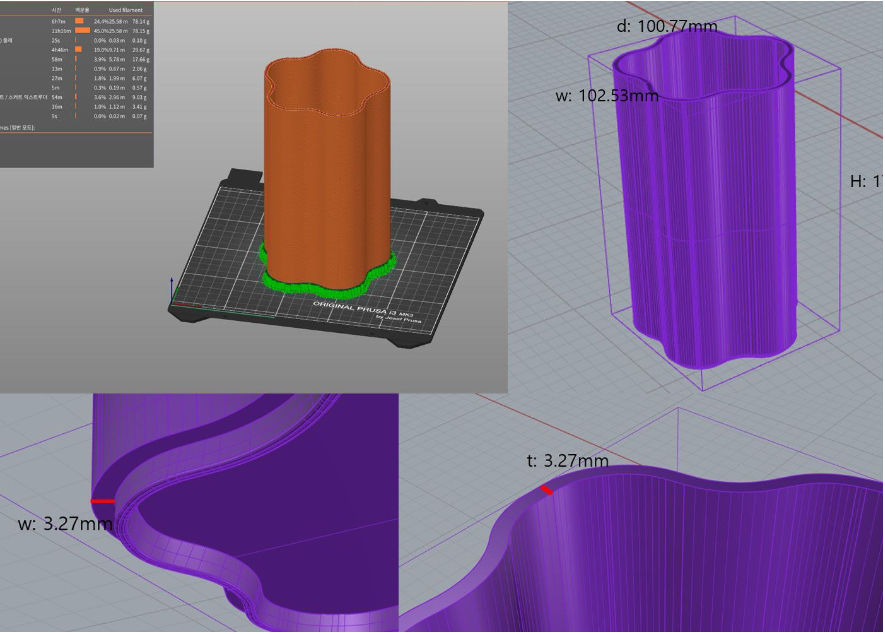 시간 백분율 Used filament
6h7m 24.4% 25.58 m 78.14 g
11h16m 45.0% 25.58 m 78.15 g
25s 0.0% 0.03 m 0.10 g
4h46m 19.0% 9.71 m 29.67 g
58m 3.9% 5.78 m 17.66 g
13m 0.9% 0.67 m 2.06 g
27m 1.8% 1.99 m 6.07 g
5m 0.3% 0.19 m 0.57 g
54m 3.6% 2.96 m 9.03 g
16m 1.0% 1.12 m 3.41 g
9s 0.0% 0.02 m 0.07 g
ORIGINAL PRUSA i3 MK3
by Josef Prusa
d: 100.77mm
w: 102.53mm
H: 1
w: 3.27mm
t: 3.27mm